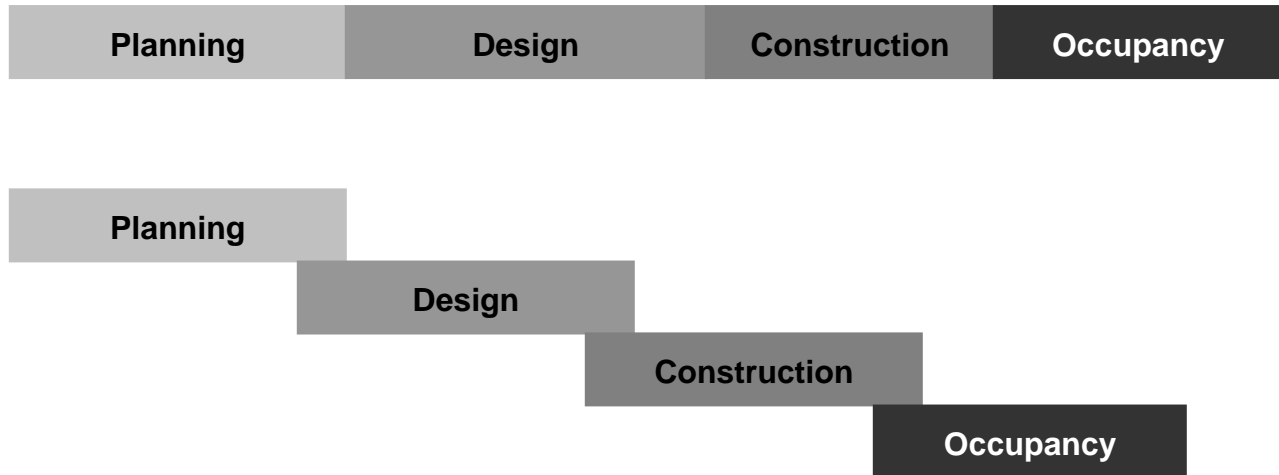 Planning Design Construction Occupancy
Planning
Design
Construction
Occupancy